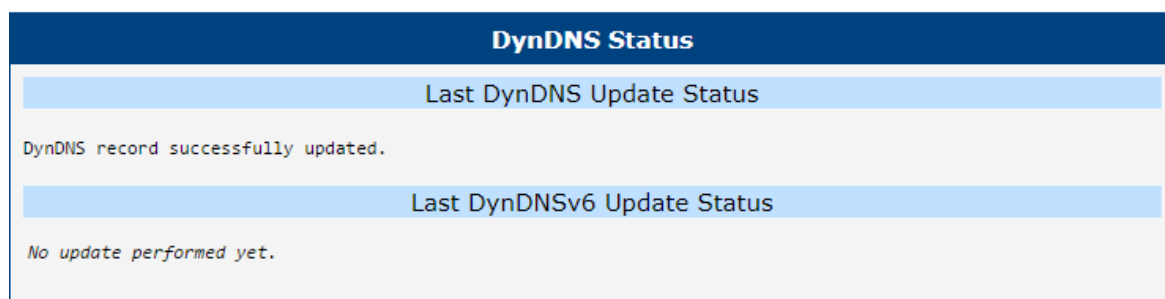 DynDNS Status
Last DynDNS Update Status
DynDNS record successfully updated.
Last DynDNSv6 Update Status
No update performed yet.